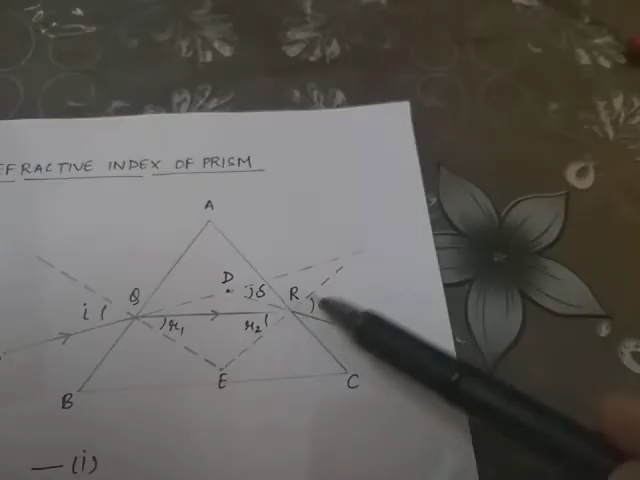 EFRACTIVE INDEX OF PRISM
A
D
δ
Q
R
i
r₁
r₂
E
B
C
(i)